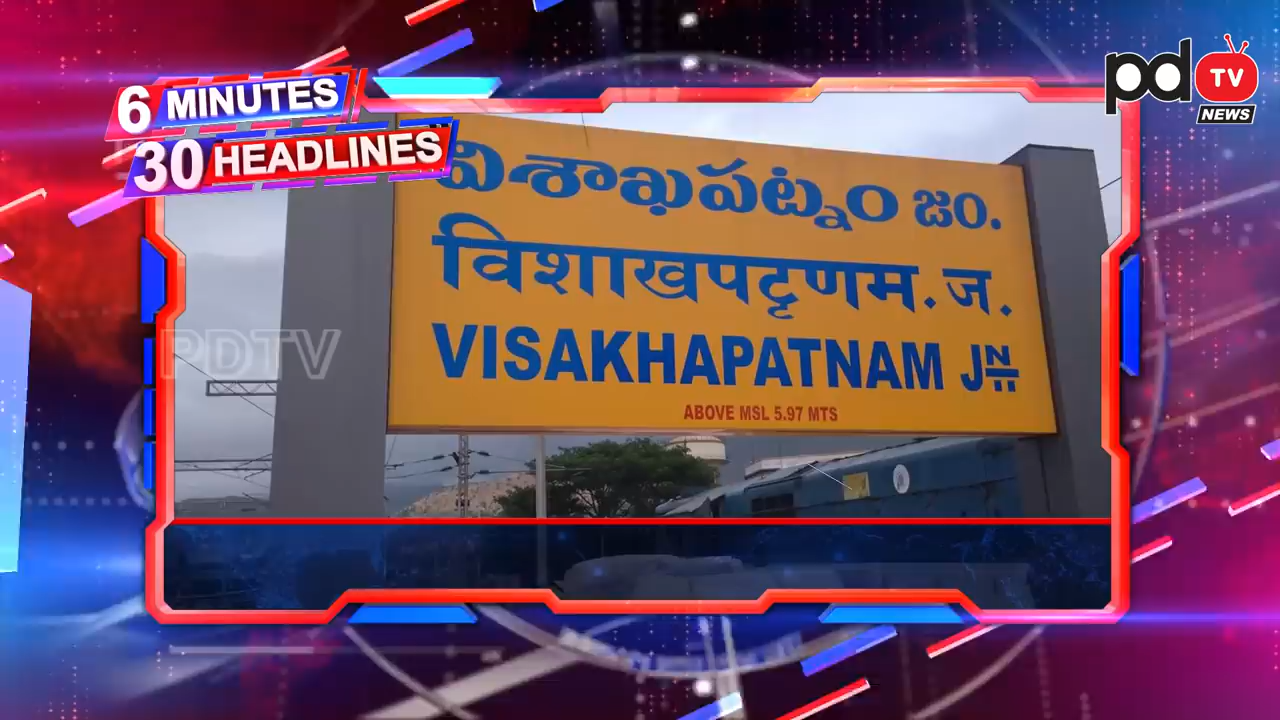 6 MINUTES
30 HEADLINES
pd TV
NEWS
విశాఖపట్నం జం.
विशाखपट्टणम. ज.
VISAKHAPATNAM JN
ABOVE MSL 5.97 MTS
PDTV